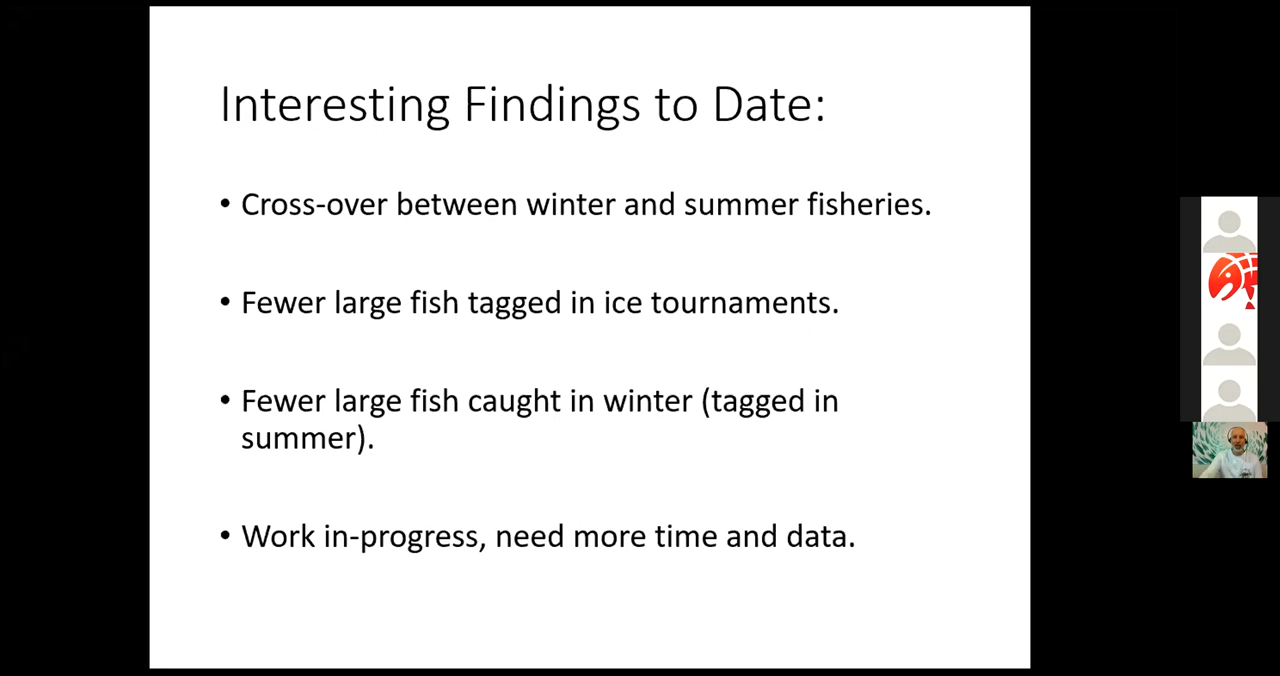 Interesting Findings to Date:
• Cross-over between winter and summer fisheries.
• Fewer large fish tagged in ice tournaments.
• Fewer large fish caught in winter (tagged in
summer).
• Work in-progress, need more time and data.